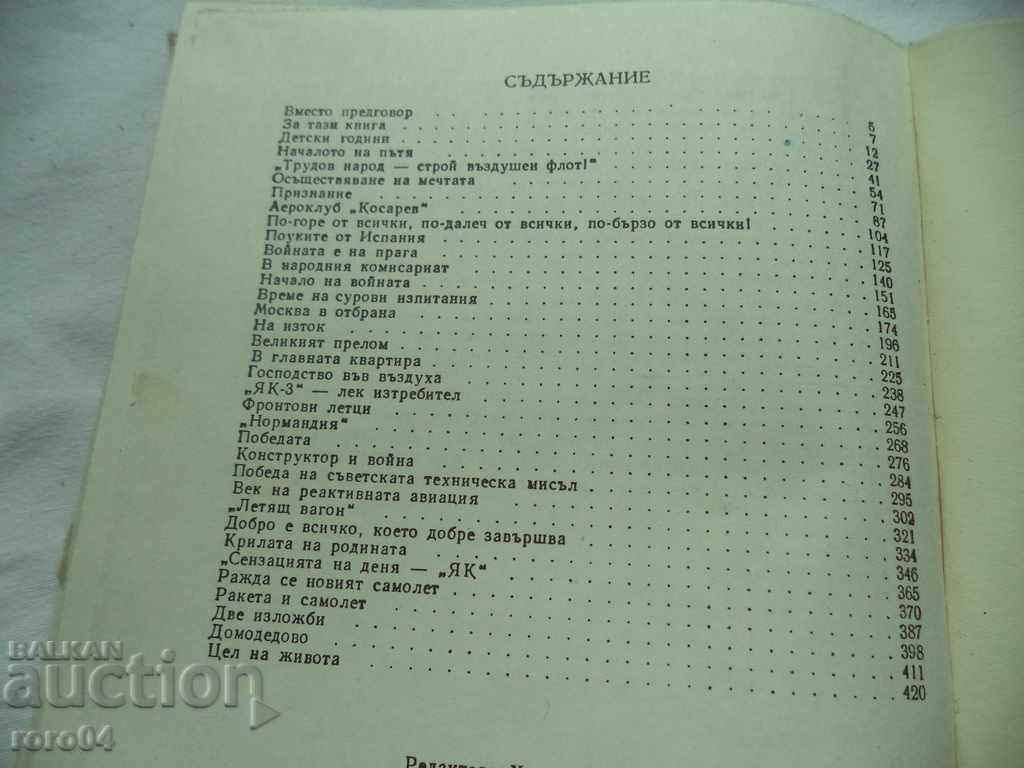 СЪДЪРЖАНИЕ
Вместо предговор 5
За тази книга 7
Детски години 12
Началото на пътя 27
„Трудов народ — строй въздушен флот!“ 41
Осъществяване на мечтата 54
Признание 71
Аероклуб „Косарев“ 87
По-горе от всички, по-далеч от всички, по-бързо от всички! 104
Поуките от Испания 117
Войната е на прага 125
В народния комисариат 140
Начало на войната 151
Време на сурови изпитания 165
Москва в отбрана 174
На изток 196
Великият прелом 211
В главната квартира 225
Господство във въздуха 238
„ЯК-3“ — лек изтребител 247
Фронтови летци 256
„Нормандия“ 268
Победата 276
Конструктор и война 284
Победа на съветската техническа мисъл 295
Век на реактивната авиация 302
„Летящ вагон“ 321
Добро е всичко, което добре завършва 334
Крилата на родината 346
„Сензацията на деня — „ЯК“ 365
Ражда се новият самолет 370
Ракета и самолет 387
Две изложби 398
Домодедово 411
Цел на живота 420
BALKAN
auction
roro04